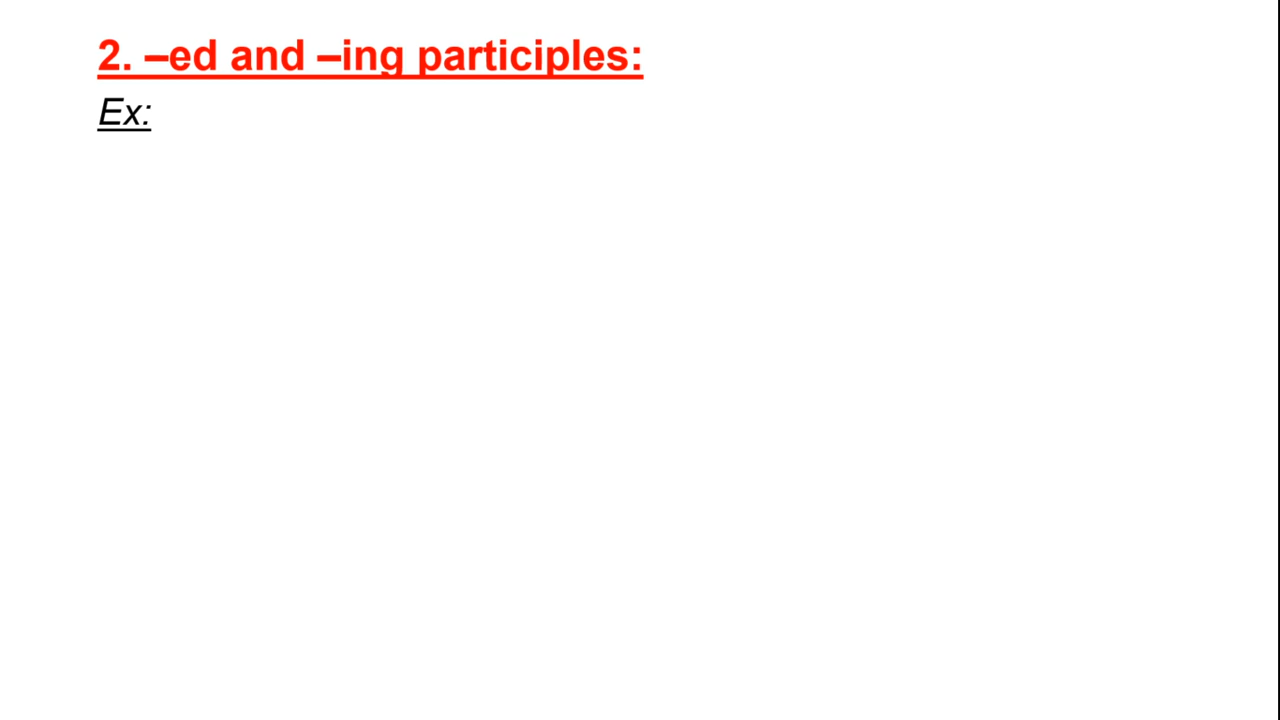 2. –ed and –ing participles:
Ex: